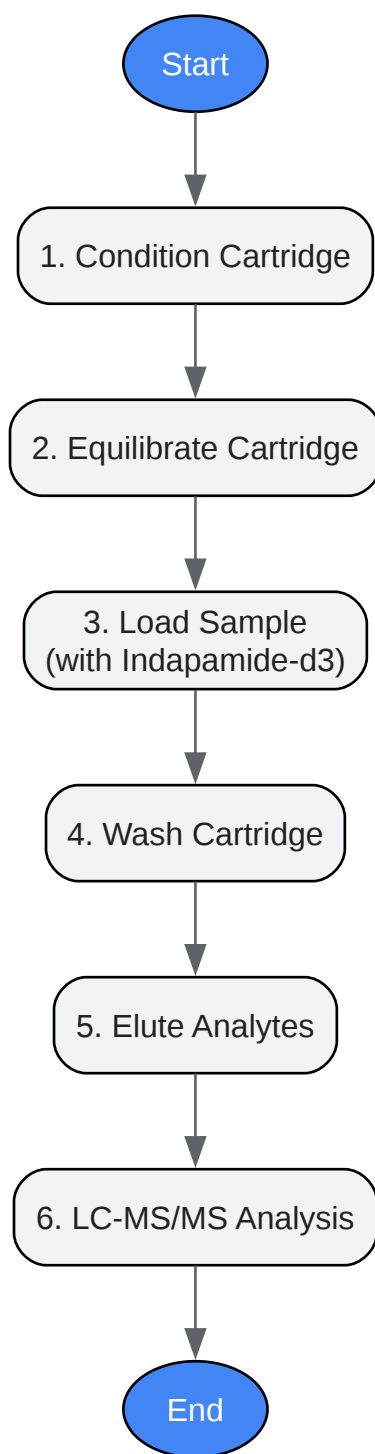 Start
1. Condition Cartridge
2. Equilibrate Cartridge
3. Load Sample
(with Indapamide-d3)
4. Wash Cartridge
5. Elute Analytes
6. LC-MS/MS Analysis
End